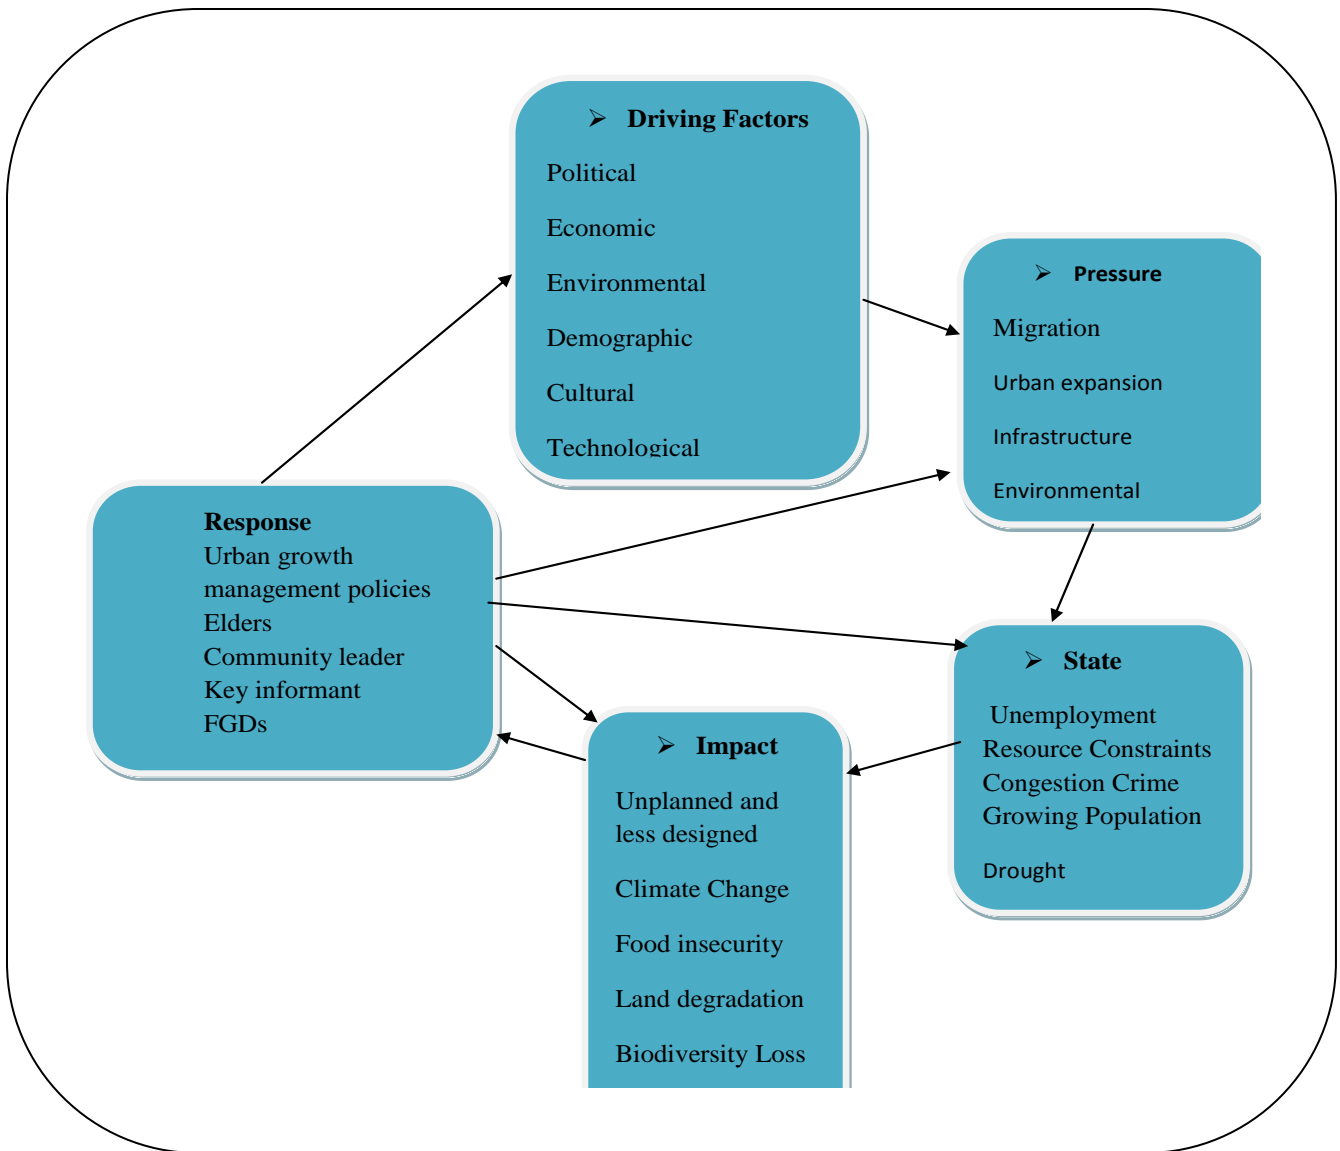 ➢ Driving Factors
Political
Economic
Environmental
Demographic
Cultural
Technological
➢ Pressure
Migration
Urban expansion
Infrastructure
Environmental
Response
Urban growth
management policies
Elders
Community leader
Key informant
FGDs
➢ State
Unemployment
Resource Constraints
Congestion Crime
Growing Population
Drought
➢ Impact
Unplanned and
less designed
Climate Change
Food insecurity
Land degradation
Biodiversity Loss